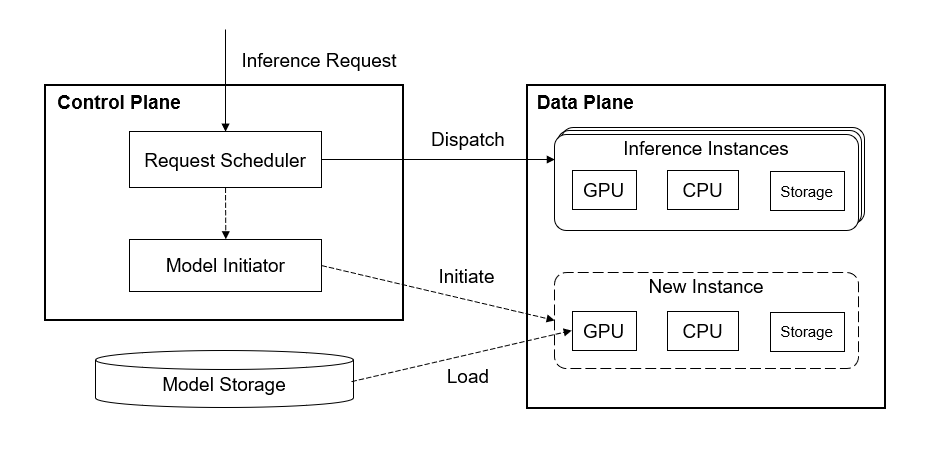 Inference Request
Control Plane
Request Scheduler
Model Initiator
Model Storage
Dispatch
Initiate
Load
Data Plane
Inference Instances
GPU CPU Storage
New Instance
GPU CPU Storage